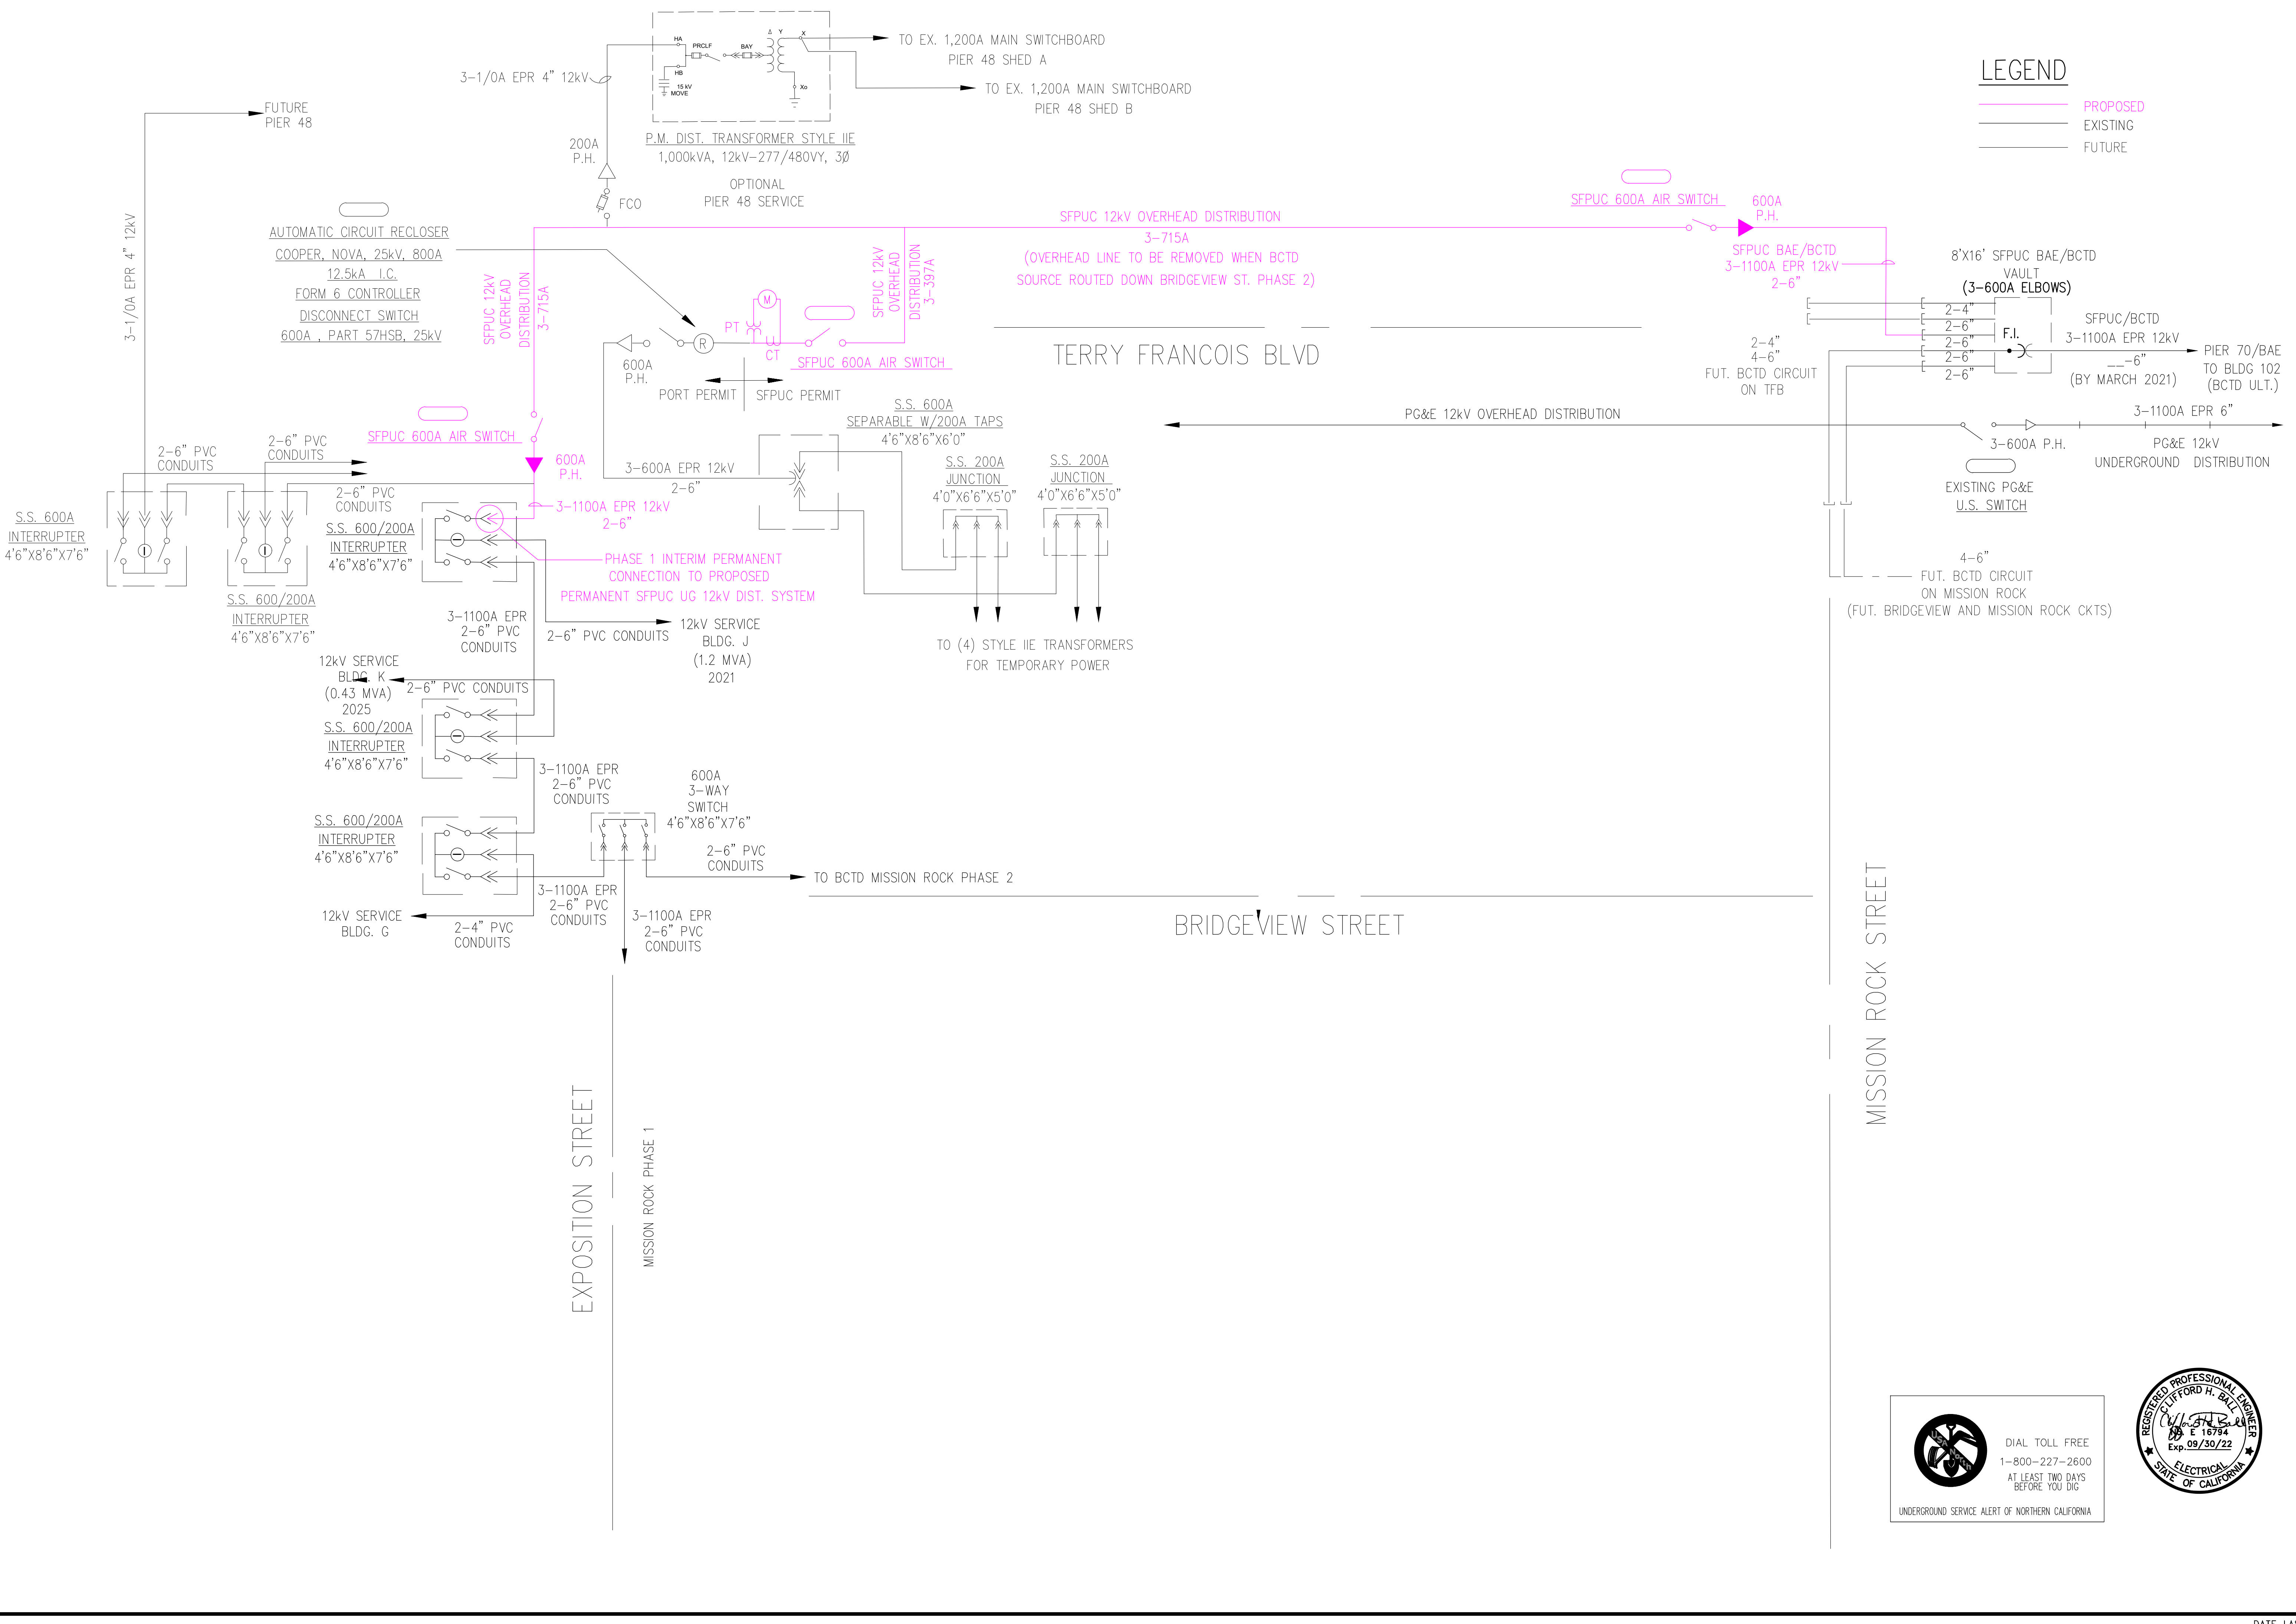 HA
PRCLF
BAY
Δ Y
X
HB
15 kV
MOVE
Xo
TO EX. 1,200A MAIN SWITCHBOARD
PIER 48 SHED A
TO EX. 1,200A MAIN SWITCHBOARD
PIER 48 SHED B
3-1/0A EPR 4" 12kV
P.M. DIST. TRANSFORMER STYLE IIE
1,000kVA, 12kV-277/480VY, 3Ø
OPTIONAL
PIER 48 SERVICE
200A
P.H.
FCO
FUTURE
PIER 48
3-1/0A EPR 4" 12kV
LEGEND
PROPOSED
EXISTING
FUTURE
AUTOMATIC CIRCUIT RECLOSER
COOPER, NOVA, 25kV, 800A
12.5kA I.C.
FORM 6 CONTROLLER
DISCONNECT SWITCH
600A , PART 57HSB, 25kV
SFPUC 12kV
OVERHEAD
DISTRIBUTION
3-715A
SFPUC 12kV OVERHEAD DISTRIBUTION
3-715A
(OVERHEAD LINE TO BE REMOVED WHEN BCTD
SOURCE ROUTED DOWN BRIDGEVIEW ST. PHASE 2)
SFPUC 12kV
OVERHEAD
DISTRIBUTION
3-397A
M
PT
CT
R
SFPUC 600A AIR SWITCH
600A
P.H.
PORT PERMIT
SFPUC PERMIT
SFPUC 600A AIR SWITCH
600A
P.H.
SFPUC BAE/BCTD
3-1100A EPR 12kV
2-6"
8'X16' SFPUC BAE/BCTD
VAULT
(3-600A ELBOWS)
2-4"
2-6"
2-6"
2-6"
2-6"
F.I.
SFPUC/BCTD
3-1100A EPR 12kV
__-6"
(BY MARCH 2021)
PIER 70/BAE
TO BLDG 102
(BCTD ULT.)
2-4"
4-6"
FUT. BCTD CIRCUIT
ON TFB
TERRY FRANCOIS BLVD
PG&E 12kV OVERHEAD DISTRIBUTION
3-1100A EPR 6"
3-600A P.H.
PG&E 12kV
UNDERGROUND DISTRIBUTION
EXISTING PG&E
U.S. SWITCH
4-6"
FUT. BCTD CIRCUIT
ON MISSION ROCK
(FUT. BRIDGEVIEW AND MISSION ROCK CKTS)
SFPUC 600A AIR SWITCH
600A
P.H.
2-6" PVC
CONDUITS
2-6" PVC
CONDUITS
2-6" PVC
CONDUITS
3-1100A EPR 12kV
2-6"
S.S. 600A
INTERRUPTER
4'6"X8'6"X7'6"
I
I
S.S. 600/200A
INTERRUPTER
4'6"X8'6"X7'6"
S.S. 600/200A
INTERRUPTER
4'6"X8'6"X7'6"
I
PHASE 1 INTERIM PERMANENT
CONNECTION TO PROPOSED
PERMANENT SFPUC UG 12kV DIST. SYSTEM
S.S. 600A
SEPARABLE W/200A TAPS
4'6"X8'6"X6'0"
3-600A EPR 12kV
2-6"
S.S. 200A
JUNCTION
4'0"X6'6"X5'0"
S.S. 200A
JUNCTION
4'0"X6'6"X5'0"
TO (4) STYLE IIE TRANSFORMERS
FOR TEMPORARY POWER
3-1100A EPR
2-6" PVC
CONDUITS
2-6" PVC CONDUITS
12kV SERVICE
BLDG. J
(1.2 MVA)
2021
12kV SERVICE
BLDG. K
(0.43 MVA)
2025
2-6" PVC CONDUITS
S.S. 600/200A
INTERRUPTER
4'6"X8'6"X7'6"
I
3-1100A EPR
2-6" PVC
CONDUITS
600A
3-WAY
SWITCH
4'6"X8'6"X7'6"
S.S. 600/200A
INTERRUPTER
4'6"X8'6"X7'6"
I
2-6" PVC
CONDUITS
TO BCTD MISSION ROCK PHASE 2
3-1100A EPR
2-6" PVC
CONDUITS
12kV SERVICE
BLDG. G
2-4" PVC
CONDUITS
3-1100A EPR
2-6" PVC
CONDUITS
BRIDGEVIEW STREET
EXPOSITION STREET
MISSION ROCK PHASE 1
MISSION ROCK STREET
USA North
DIAL TOLL FREE
1-800-227-2600
AT LEAST TWO DAYS
BEFORE YOU DIG
UNDERGROUND SERVICE ALERT OF NORTHERN CALIFORNIA
REGISTERED PROFESSIONAL ENGINEER
CLIFFORD H. BALL
Clifford H. Ball
NO. E 16794
Exp. 09/30/22
ELECTRICAL
STATE OF CALIFORNIA